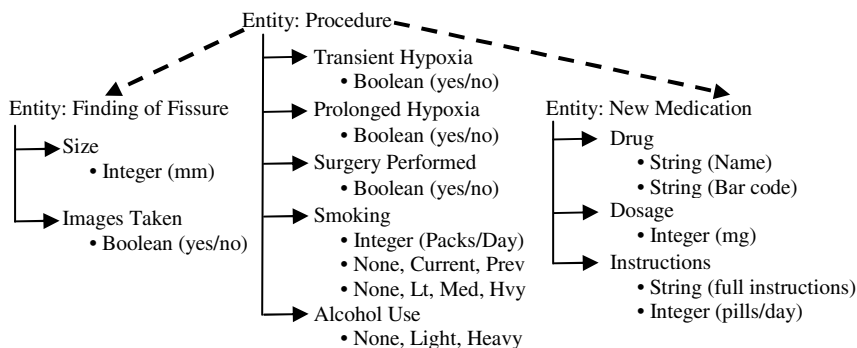 Entity: Procedure
Transient Hypoxia
• Boolean (yes/no)
Prolonged Hypoxia
• Boolean (yes/no)
Surgery Performed
• Boolean (yes/no)
Smoking
• Integer (Packs/Day)
• None, Current, Prev
• None, Lt, Med, Hvy
Alcohol Use
• None, Light, Heavy
Entity: Finding of Fissure
Size
• Integer (mm)
Images Taken
• Boolean (yes/no)
Entity: New Medication
Drug
• String (Name)
• String (Bar code)
Dosage
• Integer (mg)
Instructions
• String (full instructions)
• Integer (pills/day)